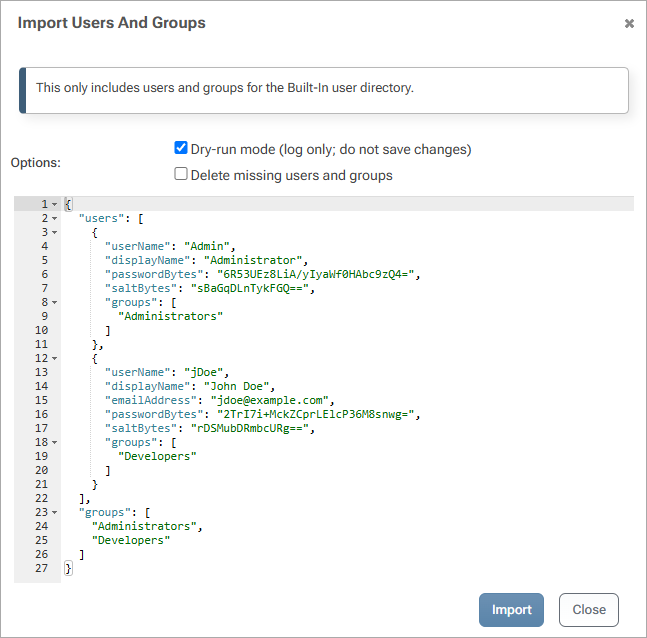 Import Users And Groups
This only includes users and groups for the Built-In user directory.
Options:
Dry-run mode (log only; do not save changes)
Delete missing users and groups
1 {
2 "users": [
3 {
4 "userName": "Admin",
5 "displayName": "Administrator",
6 "passwordBytes": "6R53UEz8LiA/yIyaWf0HAbc9zQ4=",
7 "saltBytes": "sBaGqDLnTykFGQ==",
8 "groups": [
9 "Administrators"
10 ]
11 },
12 {
13 "userName": "jDoe",
14 "displayName": "John Doe",
15 "emailAddress": "jdoe@example.com",
16 "passwordBytes": "2TrI7i+MckZCprLElcP36M8snwg=",
17 "saltBytes": "rDSMubDRmbcURg==",
18 "groups": [
19 "Developers"
20 ]
21 }
22 ],
23 "groups": [
24 "Administrators",
25 "Developers"
26 ]
27 }
Import
Close